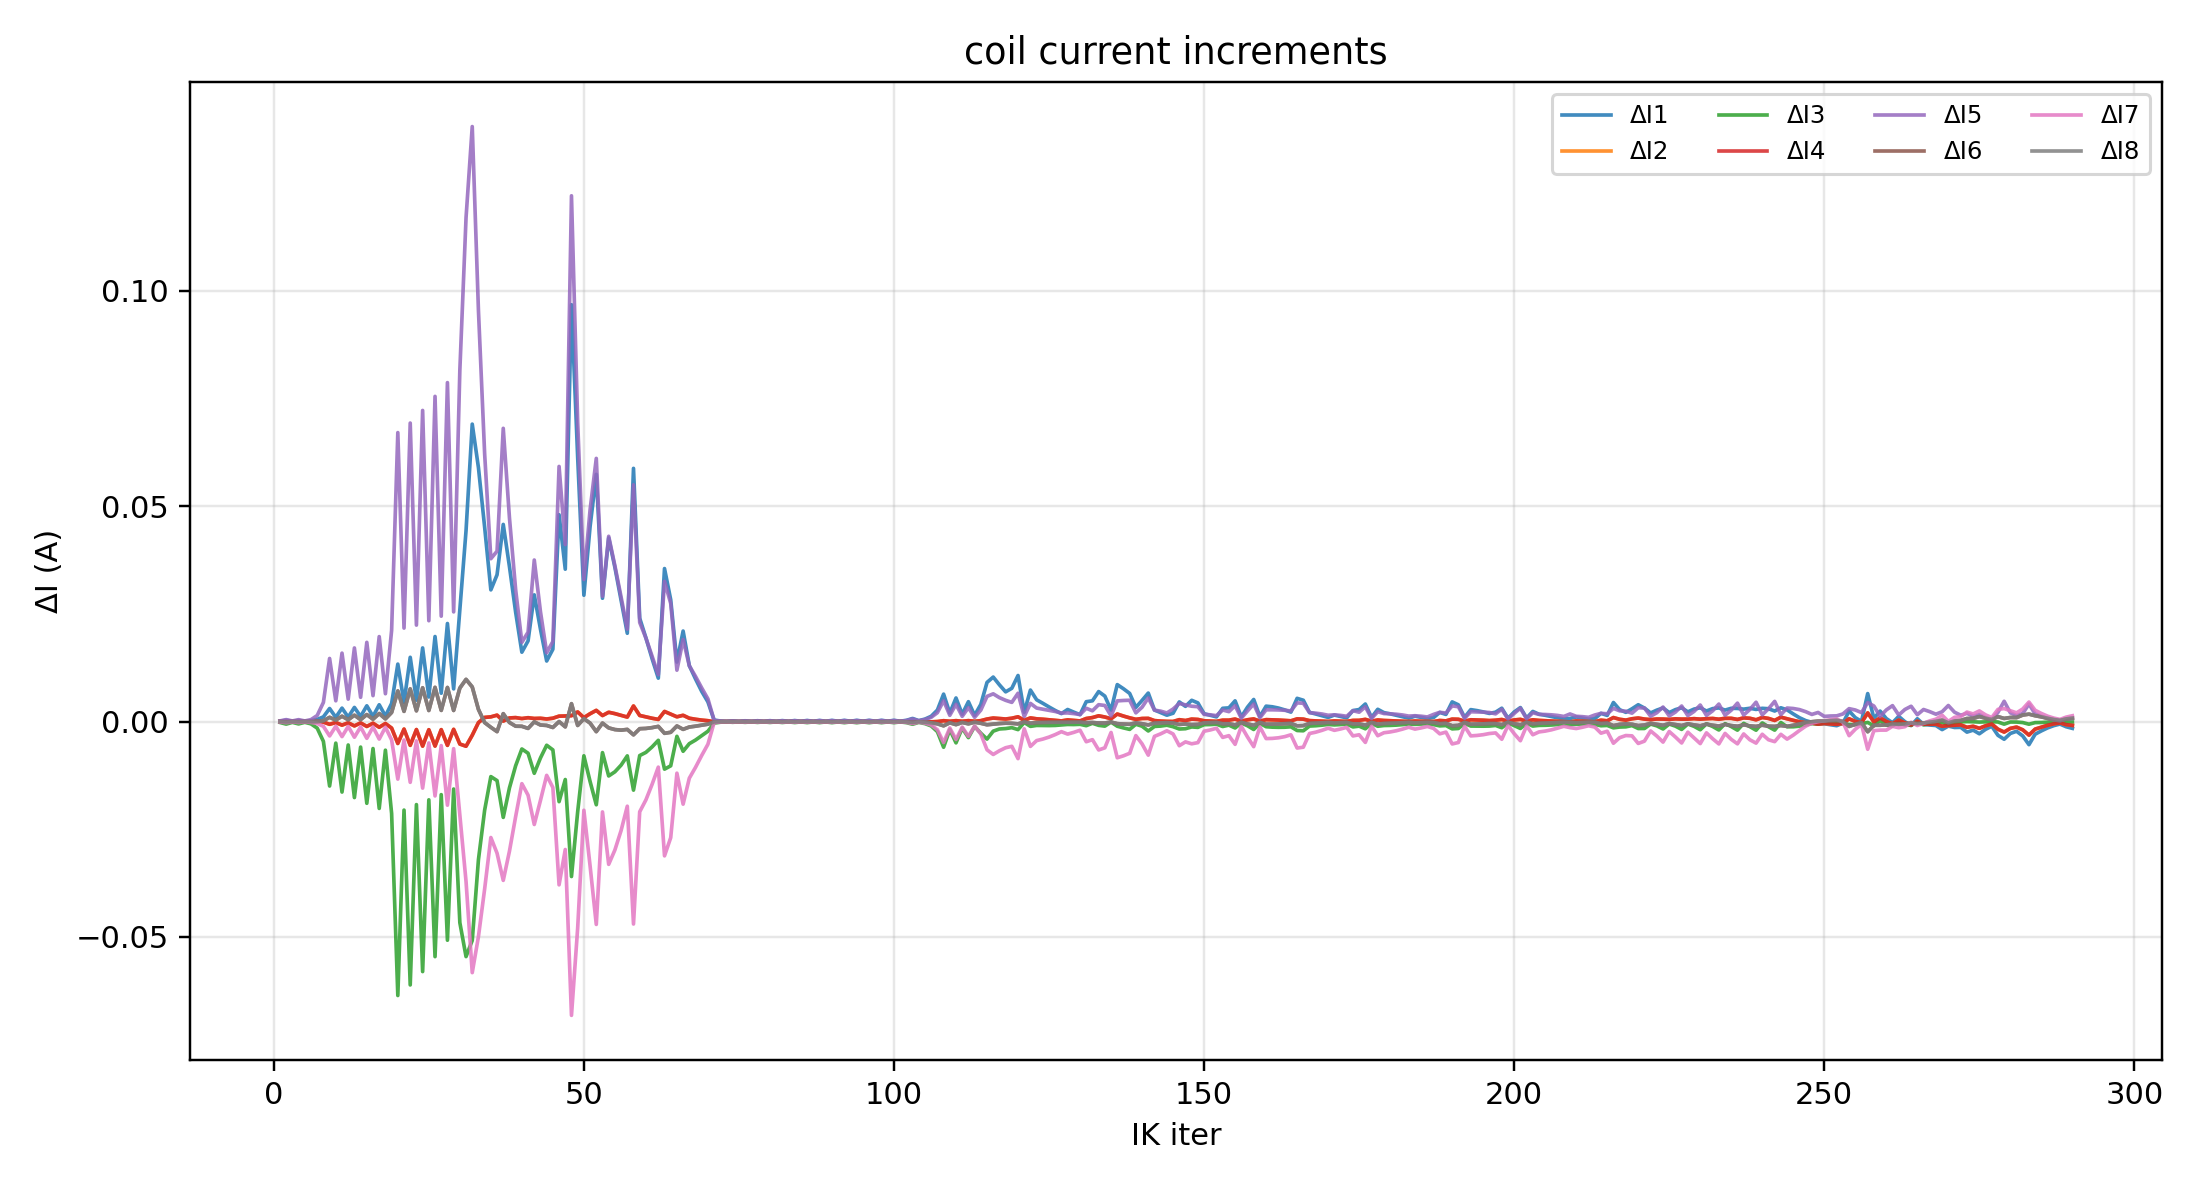 coil current increments
ΔI1 ΔI3 ΔI5 ΔI7
ΔI2 ΔI4 ΔI6 ΔI8
0.10
0.05
0.00
−0.05
ΔI (A)
0 50 100 150 200 250 300
IK iter